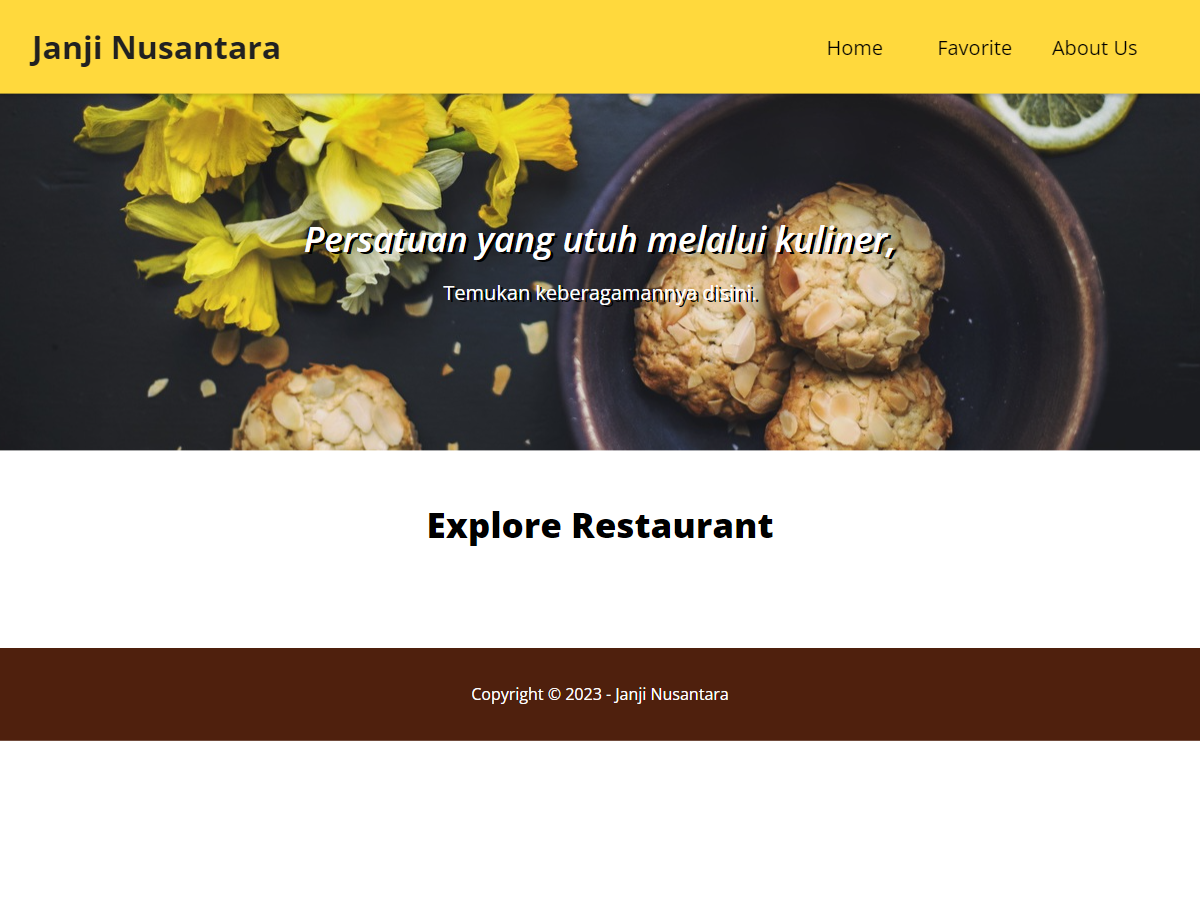 Janji Nusantara
Home
Favorite
About Us
Persatuan yang utuh melalui kuliner,
Temukan keberagamannya disini.
Explore Restaurant
Copyright © 2023 - Janji Nusantara